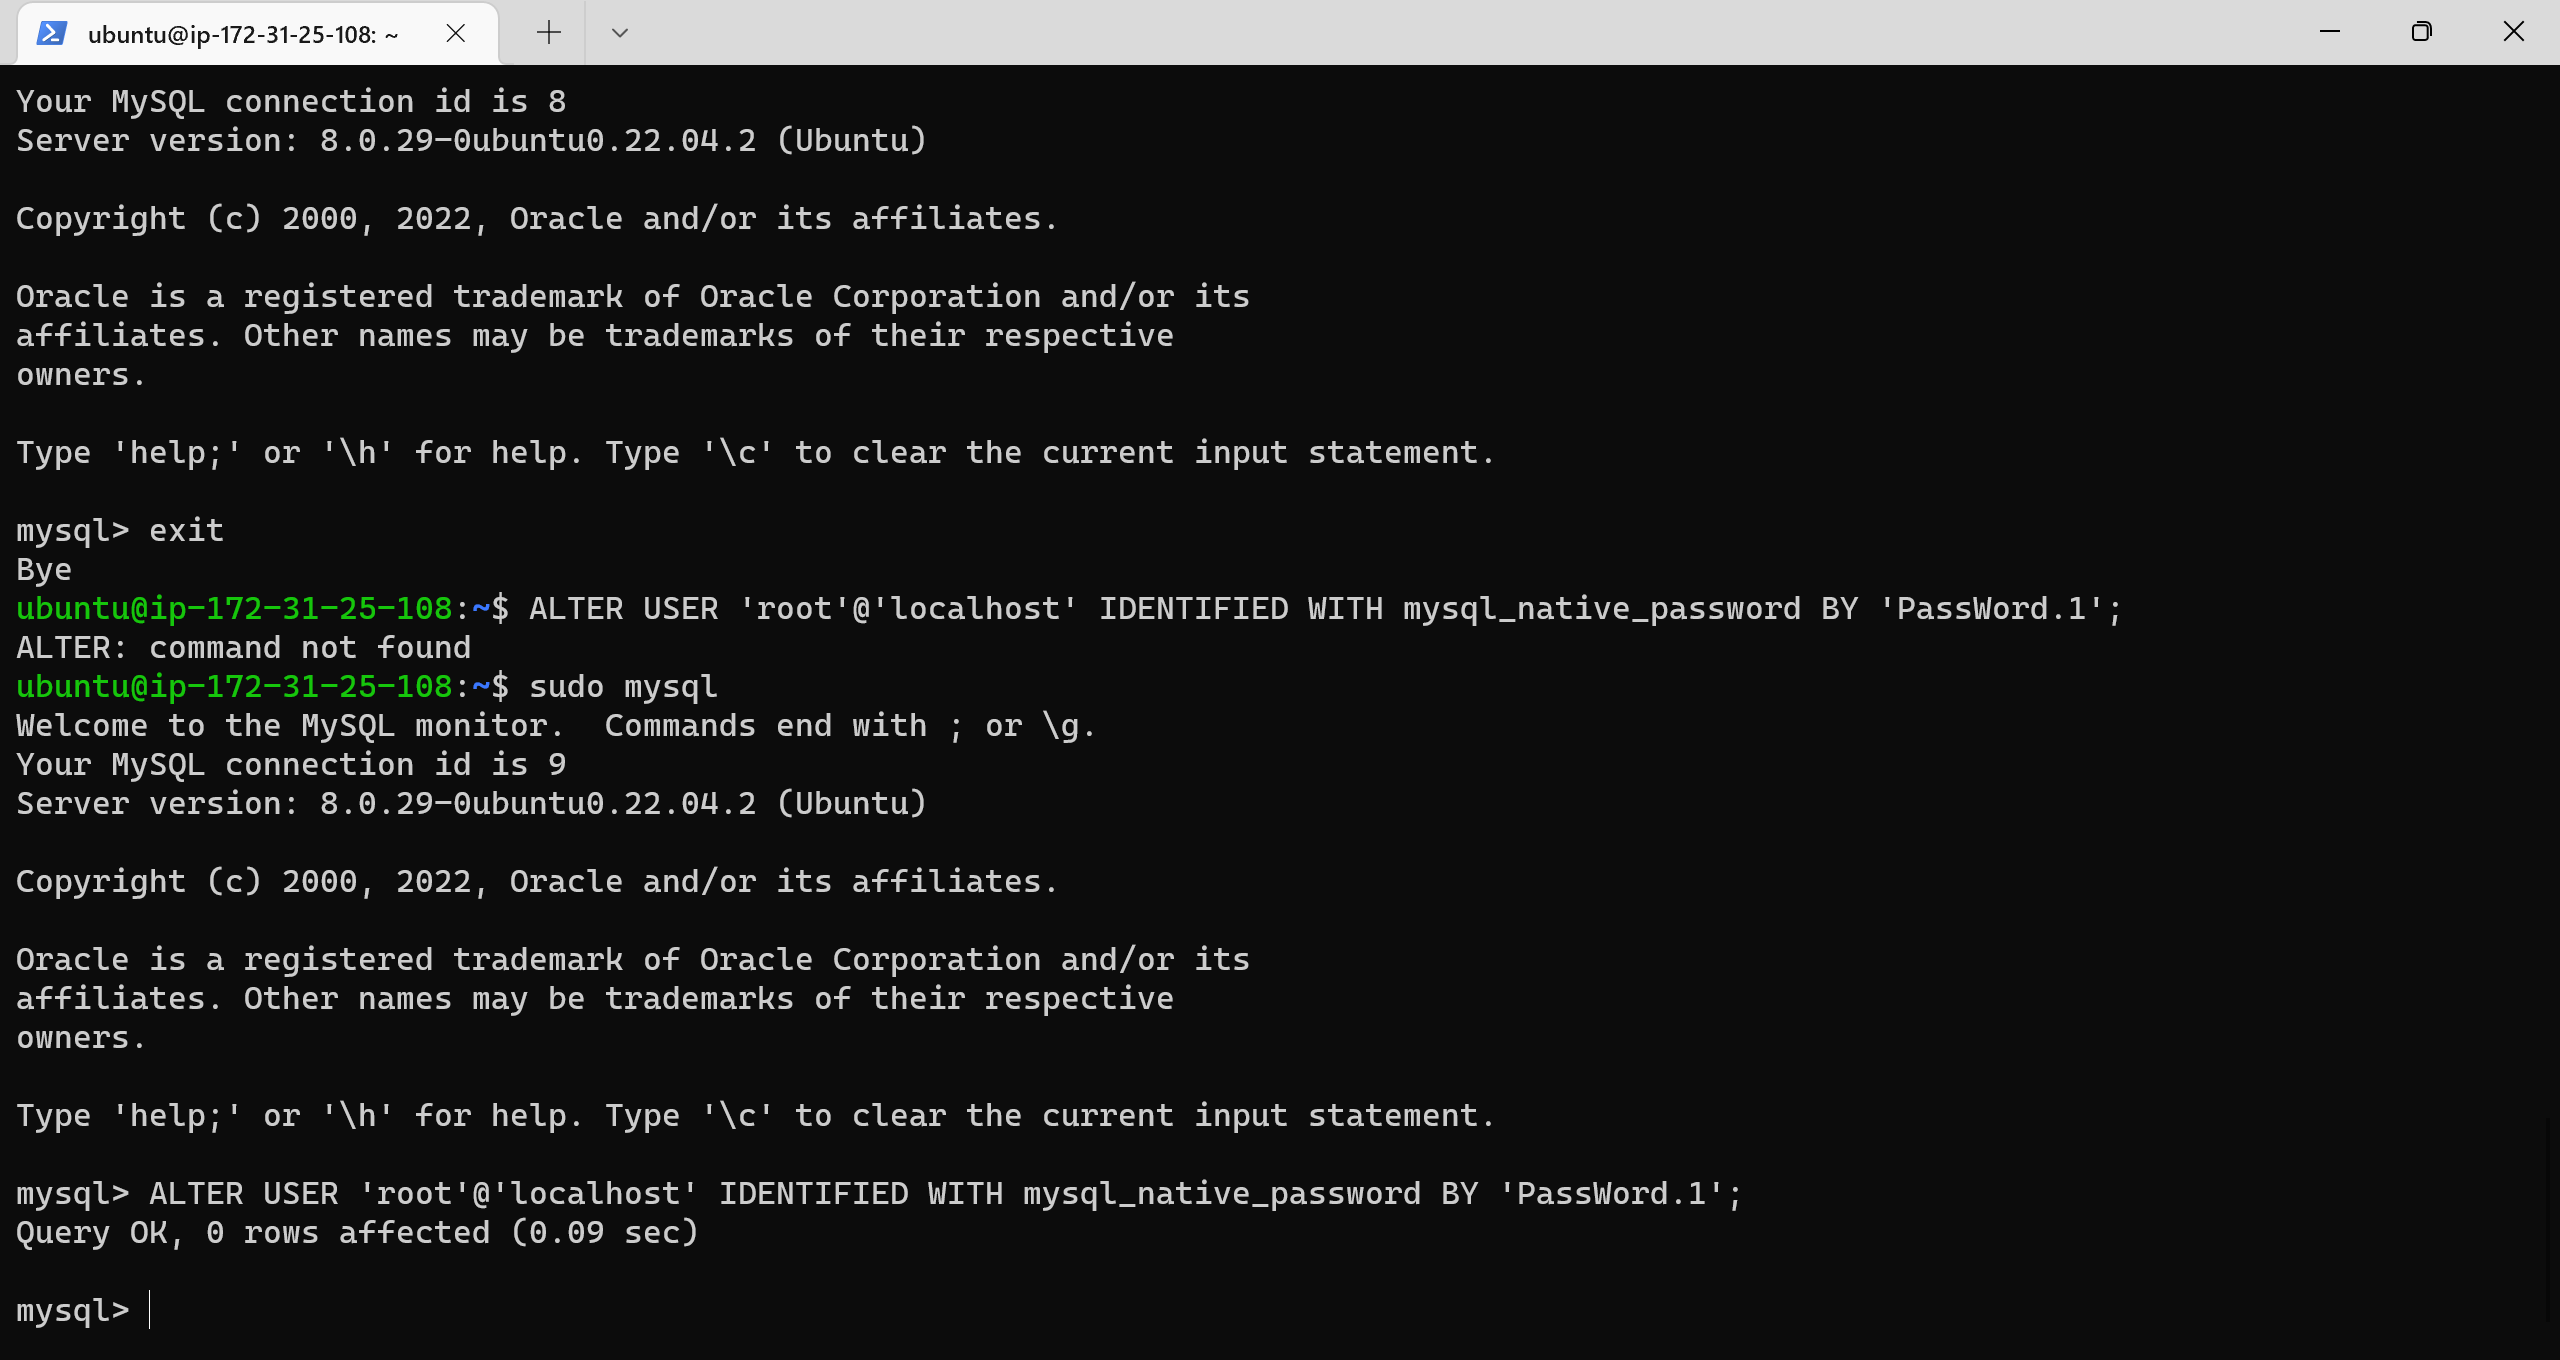 ubuntu@ip-172-31-25-108: ~
Your MySQL connection id is 8
Server version: 8.0.29-0ubuntu0.22.04.2 (Ubuntu)
Copyright (c) 2000, 2022, Oracle and/or its affiliates.
Oracle is a registered trademark of Oracle Corporation and/or its
affiliates. Other names may be trademarks of their respective
owners.
Type 'help;' or '\h' for help. Type '\c' to clear the current input statement.
mysql> exit
Bye
ubuntu@ip-172-31-25-108:~$ ALTER USER 'root'@'localhost' IDENTIFIED WITH mysql_native_password BY 'PassWord.1';
ALTER: command not found
ubuntu@ip-172-31-25-108:~$ sudo mysql
Welcome to the MySQL monitor.  Commands end with ; or \g.
Your MySQL connection id is 9
Server version: 8.0.29-0ubuntu0.22.04.2 (Ubuntu)
Copyright (c) 2000, 2022, Oracle and/or its affiliates.
Oracle is a registered trademark of Oracle Corporation and/or its
affiliates. Other names may be trademarks of their respective
owners.
Type 'help;' or '\h' for help. Type '\c' to clear the current input statement.
mysql> ALTER USER 'root'@'localhost' IDENTIFIED WITH mysql_native_password BY 'PassWord.1';
Query OK, 0 rows affected (0.09 sec)
mysql>